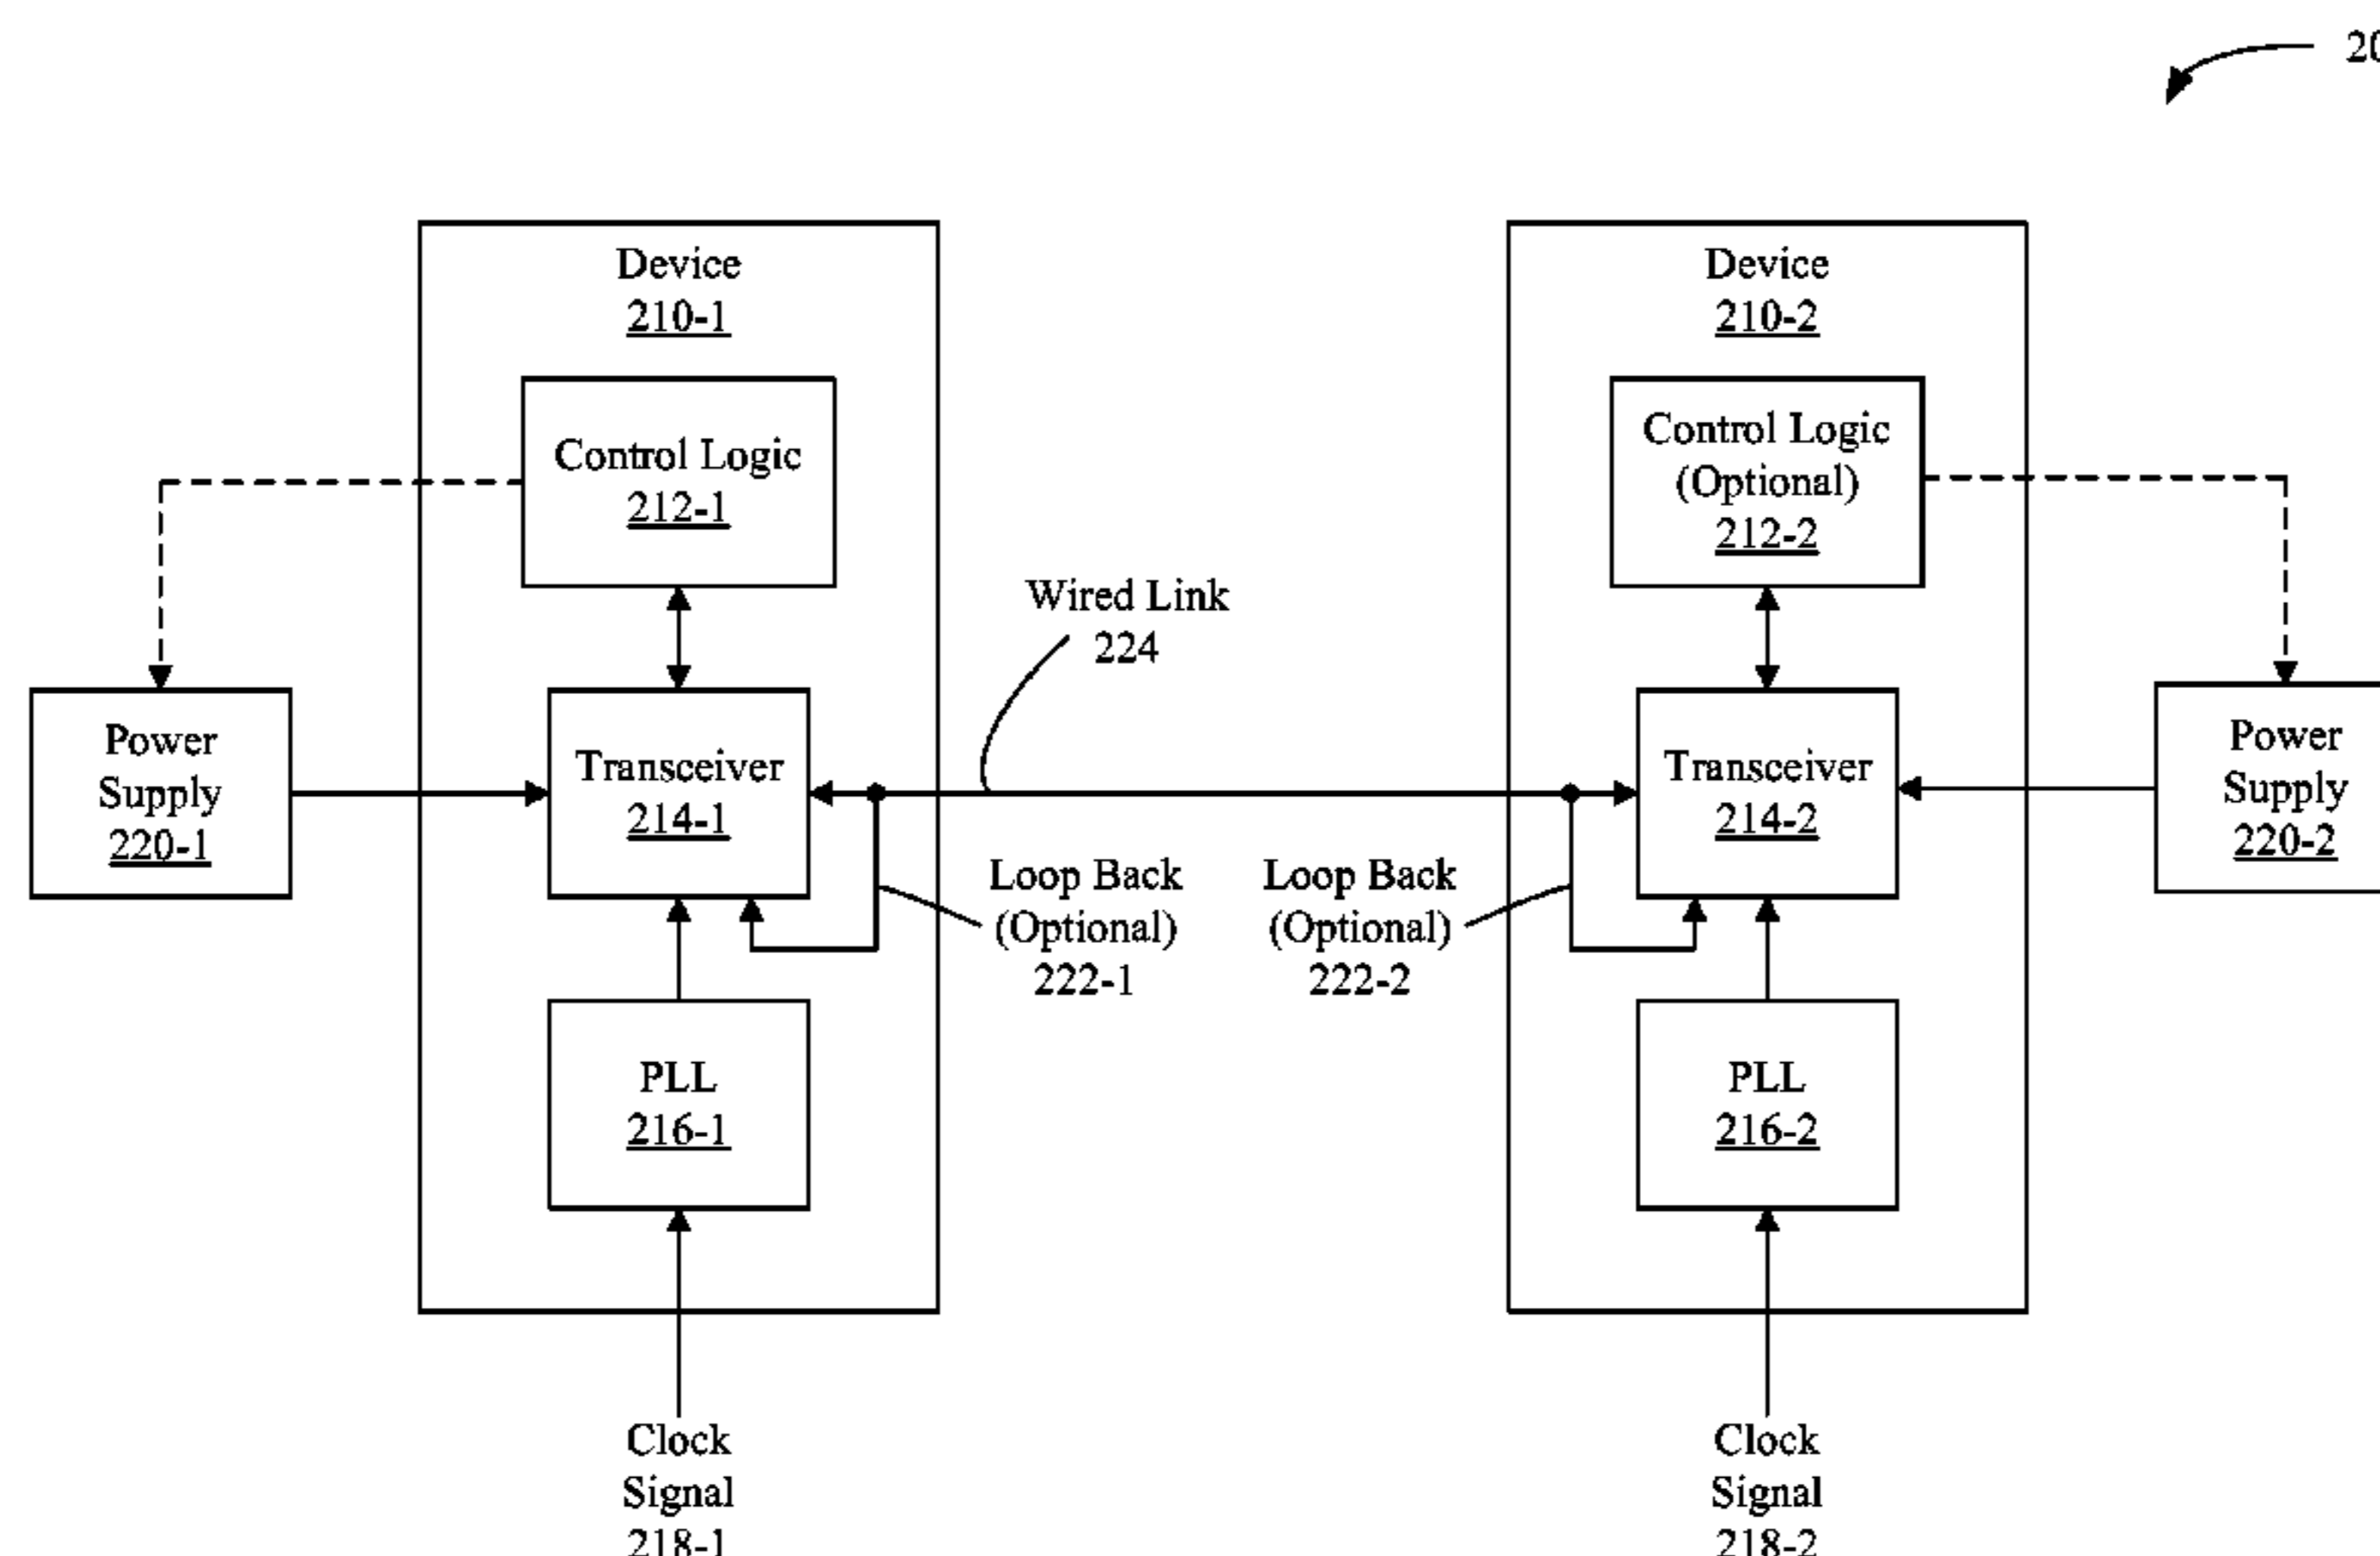 20
Device
210-1
Control Logic
212-1
Power
Supply
220-1
Transceiver
214-1
PLL
216-1
Clock
Signal
218-1
Wired Link
224
Loop Back
(Optional)
222-1
Loop Back
(Optional)
222-2
Device
210-2
Control Logic
(Optional)
212-2
Transceiver
214-2
Power
Supply
220-2
PLL
216-2
Clock
Signal
218-2